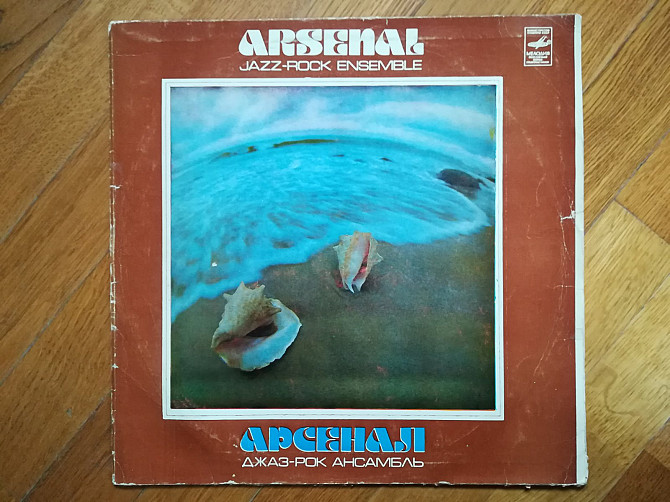 ARSENAL
JAZZ-ROCK ENSEMBLE
МЕЛОДИЯ
АРСЕНАЛ
ДЖАЗ-РОК АНСАМБЛЬ